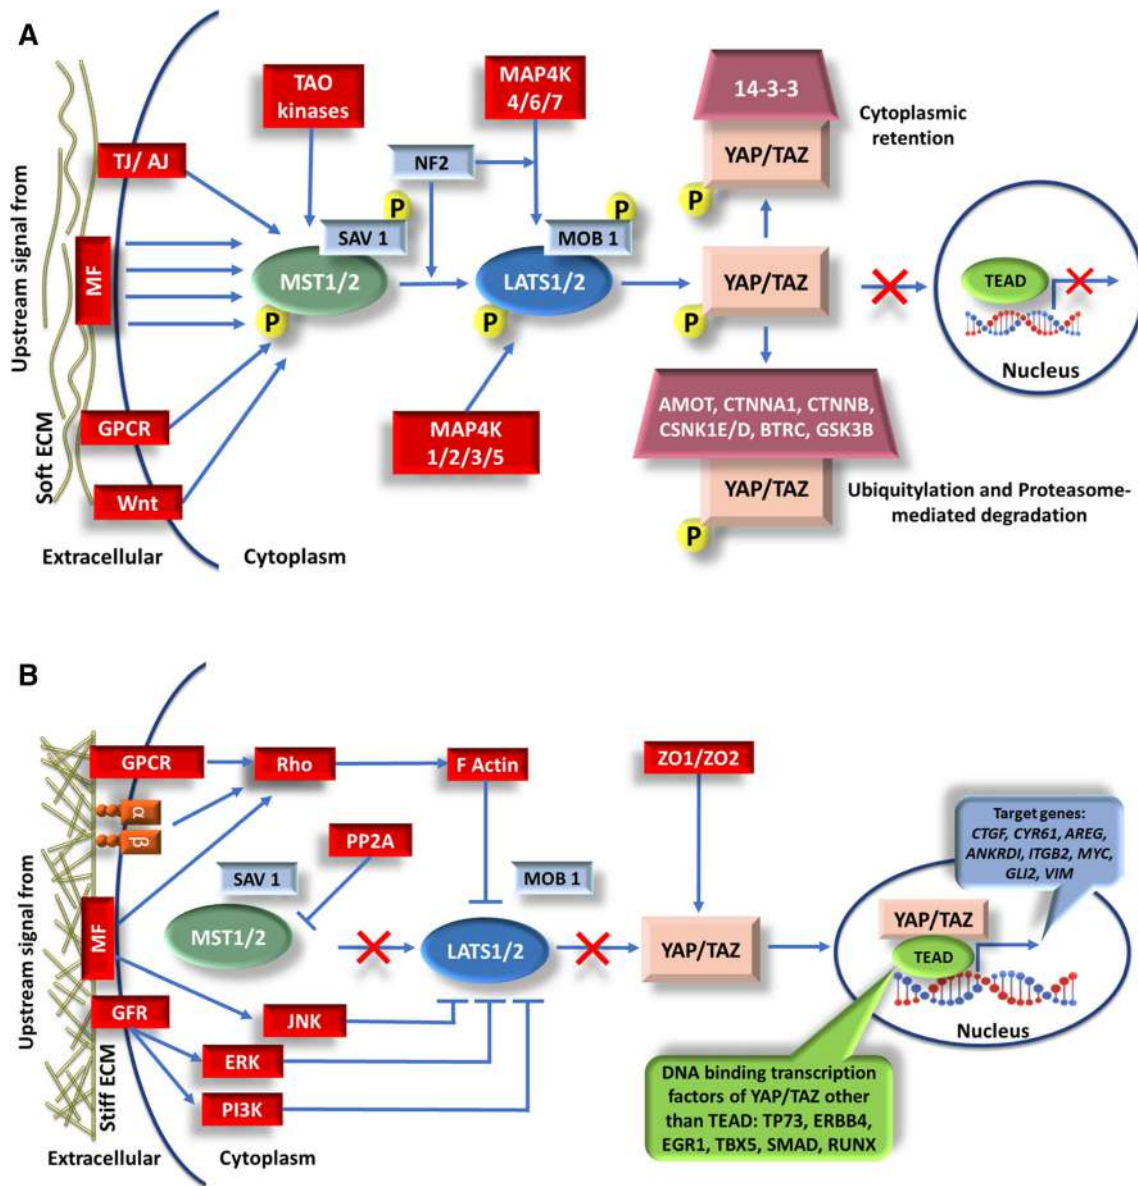 A
Upstream signal from
Soft ECM
TJ/ AJ
MF
GPCR
Wnt
Extracellular
Cytoplasm
TAO
kinases
MAP4K
4/6/7
NF2
P
SAV 1
MST1/2
P
P
MOB 1
LATS1/2
P
MAP4K
1/2/3/5
14-3-3
YAP/TAZ
P
Cytoplasmic
retention
YAP/TAZ
P
AMOT, CTNNA1, CTNNB,
CSNK1E/D, BTRC, GSK3B
YAP/TAZ
P
Ubiquitylation and Proteasome-
mediated degradation
TEAD
Nucleus
B
Upstream signal from
Stiff ECM
GPCR
α
β
MF
GFR
Extracellular
Cytoplasm
Rho
F Actin
PP2A
SAV 1
MST1/2
MOB 1
LATS1/2
JNK
ERK
PI3K
ZO1/ZO2
YAP/TAZ
Target genes:
CTGF, CYR61, AREG,
ANKRDI, ITGB2, MYC,
GLI2, VIM
YAP/TAZ
TEAD
Nucleus
DNA binding transcription
factors of YAP/TAZ other
than TEAD: TP73, ERBB4,
EGR1, TBX5, SMAD, RUNX